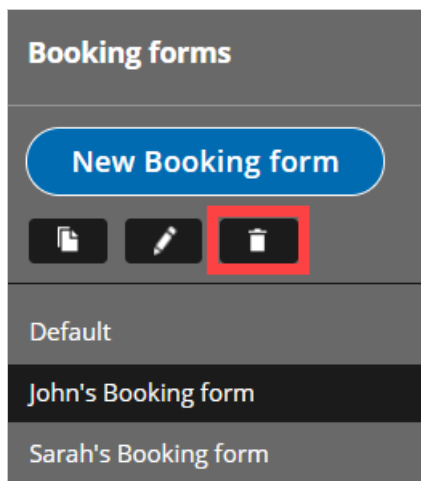 Booking forms
New Booking form
Default
John's Booking form
Sarah's Booking form